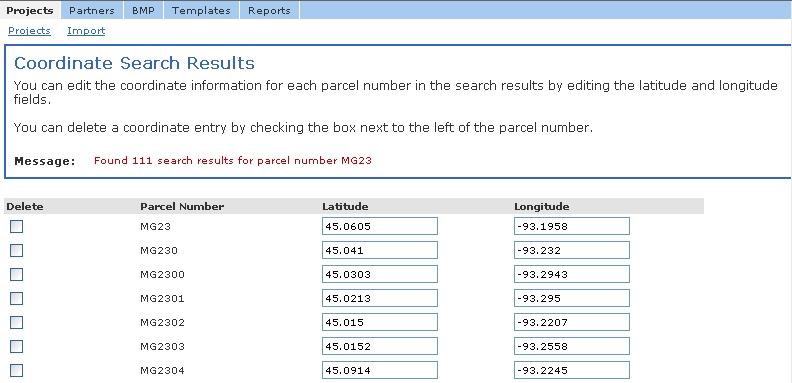 Projects Partners BMP Templates Reports
Projects Import
Coordinate Search Results
You can edit the coordinate information for each parcel number in the search results by editing the latitude and longitude
fields.
You can delete a coordinate entry by checking the box next to the left of the parcel number.
Message: Found 111 search results for parcel number MG23
Delete Parcel Number Latitude Longitude
MG23 45.0605 -93.1958
MG230 45.041 -93.232
MG2300 45.0303 -93.2943
MG2301 45.0213 -93.295
MG2302 45.015 -93.2207
MG2303 45.0152 -93.2558
MG2304 45.0914 -93.2245